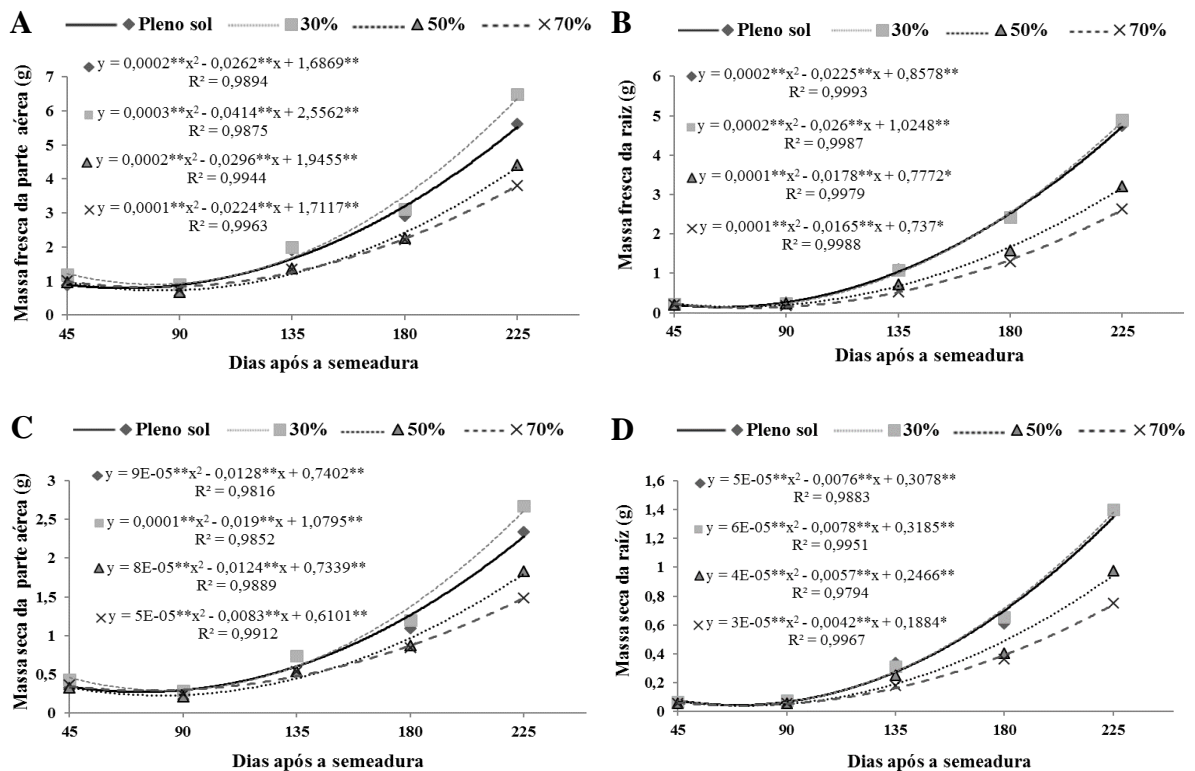 A
Pleno sol 30% 50% 70%
Massa fresca da parte aérea (g)
7
6
5
4
3
2
1
0
y = 0,0002**x² - 0,0262**x + 1,6869**
R² = 0,9894
y = 0,0003**x² - 0,0414**x + 2,5562**
R² = 0,9875
y = 0,0002**x² - 0,0296**x + 1,9455**
R² = 0,9944
y = 0,0001**x² - 0,0224**x + 1,7117**
R² = 0,9963
45 90 135 180 225
Dias após a semeadura
B
Pleno sol 30% 50% 70%
Massa fresca da raiz (g)
6
5
4
3
2
1
0
y = 0,0002**x² - 0,0225**x + 0,8578**
R² = 0,9993
y = 0,0002**x² - 0,026**x + 1,0248**
R² = 0,9987
y = 0,0001**x² - 0,0178**x + 0,7772*
R² = 0,9979
y = 0,0001**x² - 0,0165**x + 0,737*
R² = 0,9988
45 90 135 180 225
Dias após a semeadura
C
Pleno sol 30% 50% 70%
Massa seca da parte aérea (g)
3
2,5
2
1,5
1
0,5
0
y = 9E-05**x² - 0,0128**x + 0,7402**
R² = 0,9816
y = 0,0001**x² - 0,019**x + 1,0795**
R² = 0,9852
y = 8E-05**x² - 0,0124**x + 0,7339**
R² = 0,9889
y = 5E-05**x² - 0,0083**x + 0,6101**
R² = 0,9912
45 90 135 180 225
Dias após a semeadura
D
Pleno sol 30% 50% 70%
Massa seca da raíz (g)
1,6
1,4
1,2
1
0,8
0,6
0,4
0,2
0
y = 5E-05**x² - 0,0076**x + 0,3078**
R² = 0,9883
y = 6E-05**x² - 0,0078**x + 0,3185**
R² = 0,9951
y = 4E-05**x² - 0,0057**x + 0,2466**
R² = 0,9794
y = 3E-05**x² - 0,0042**x + 0,1884*
R² = 0,9967
45 90 135 180 225
Dias após a semeadura